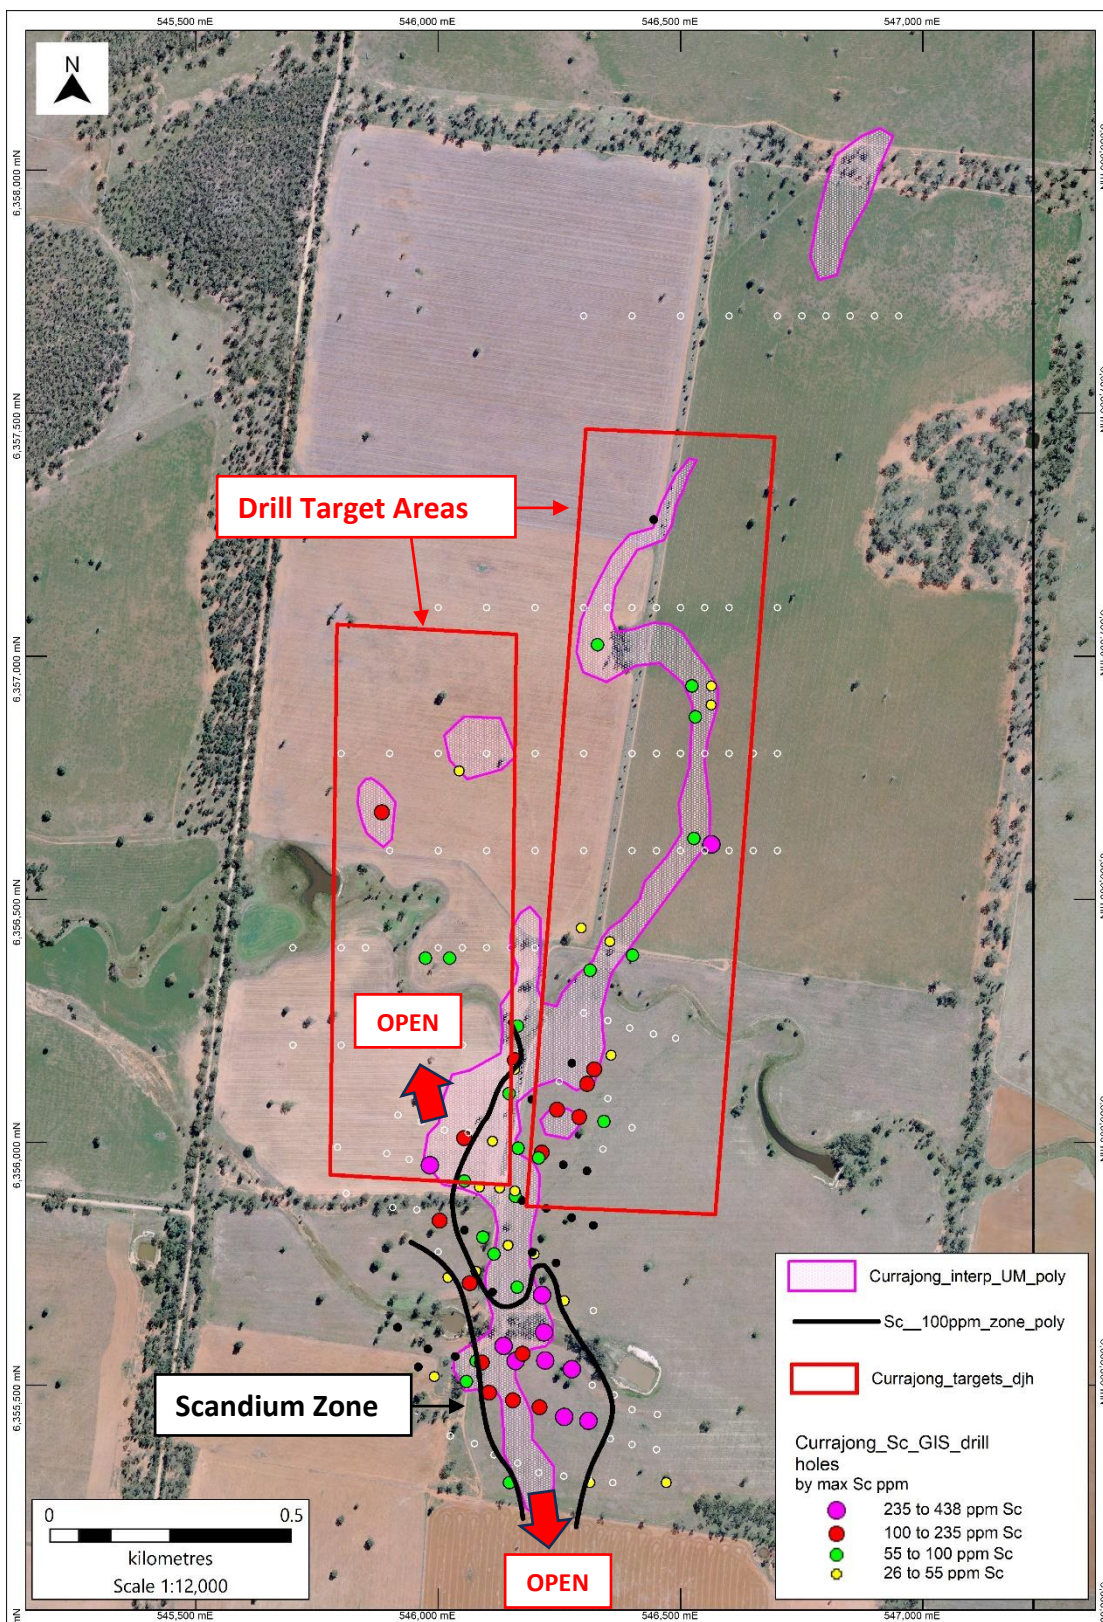 545,500 mE
546,000 mE
546,500 mE
547,000 mE
N
6,358,000 mN
6,357,500 mN
Drill Target Areas
6,357,000 mN
6,356,500 mN
OPEN
6,356,000 mN
Currajong_interp_UM_poly
Sc__100ppm_zone_poly
Currajong_targets_djh
6,355,500 mN
Scandium Zone
Currajong_Sc_GIS_drill
holes
by max Sc ppm
235 to 438 ppm Sc
100 to 235 ppm Sc
55 to 100 ppm Sc
26 to 55 ppm Sc
0
0.5
kilometres
Scale 1:12,000
OPEN
mN
545,500 mE
546,000 mE
546,500 mE
547,000 mE